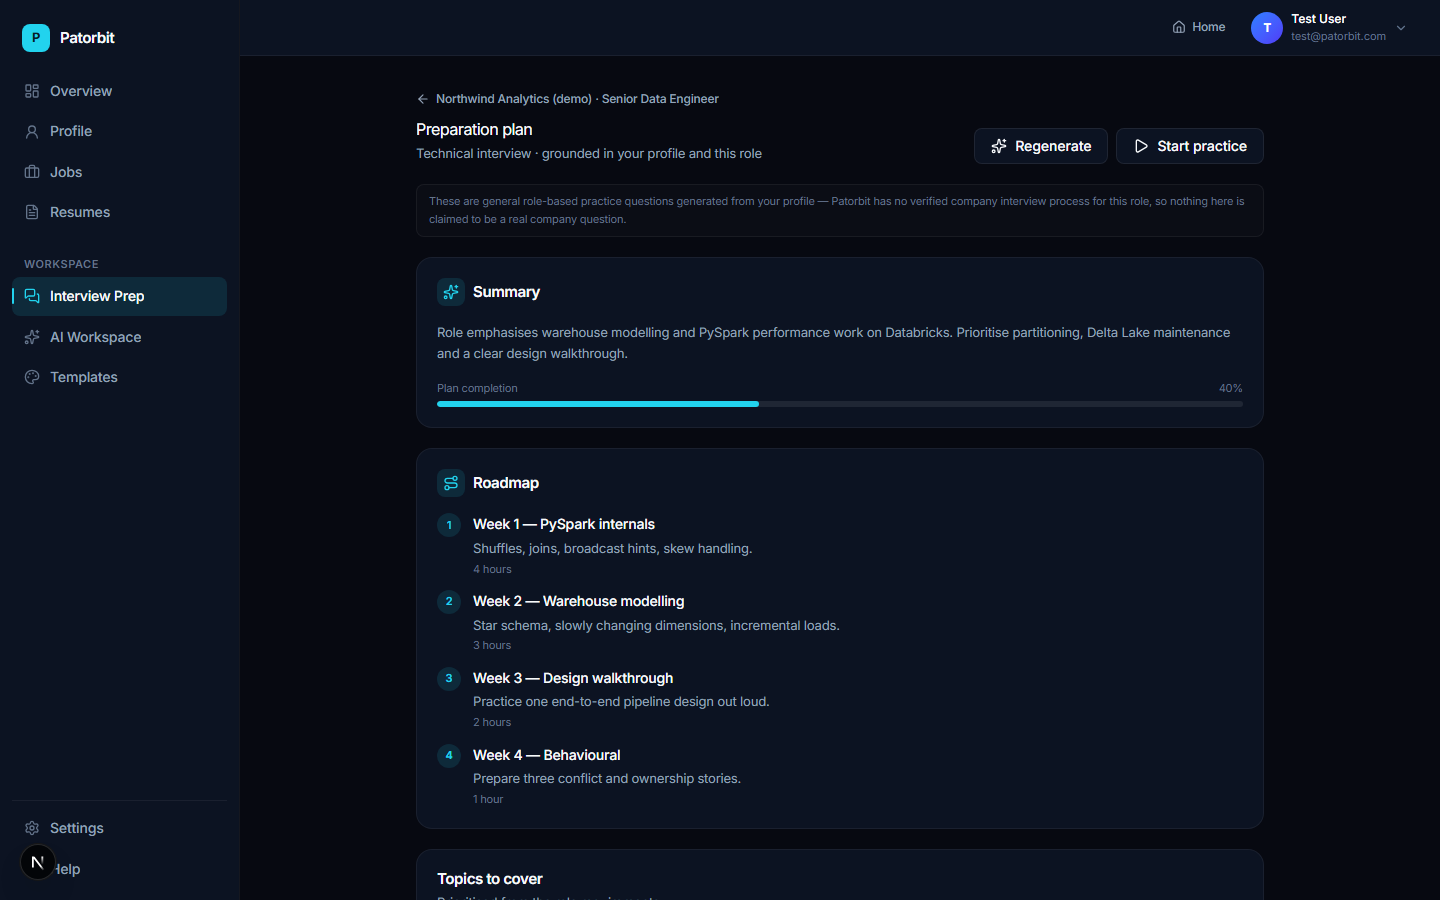 P Patorbit
Home
T
Test User
test@patorbit.com
Overview
Profile
Jobs
Resumes
WORKSPACE
Interview Prep
AI Workspace
Templates
Settings
N
Help
Northwind Analytics (demo) · Senior Data Engineer
Preparation plan
Technical interview · grounded in your profile and this role
Regenerate
Start practice
These are general role-based practice questions generated from your profile — Patorbit has no verified company interview process for this role, so nothing here is
claimed to be a real company question.
Summary
Role emphasises warehouse modelling and PySpark performance work on Databricks. Prioritise partitioning, Delta Lake maintenance
and a clear design walkthrough.
Plan completion 40%
Roadmap
1 Week 1 — PySpark internals
Shuffles, joins, broadcast hints, skew handling.
4 hours
2 Week 2 — Warehouse modelling
Star schema, slowly changing dimensions, incremental loads.
3 hours
3 Week 3 — Design walkthrough
Practice one end-to-end pipeline design out loud.
2 hours
4 Week 4 — Behavioural
Prepare three conflict and ownership stories.
1 hour
Topics to cover